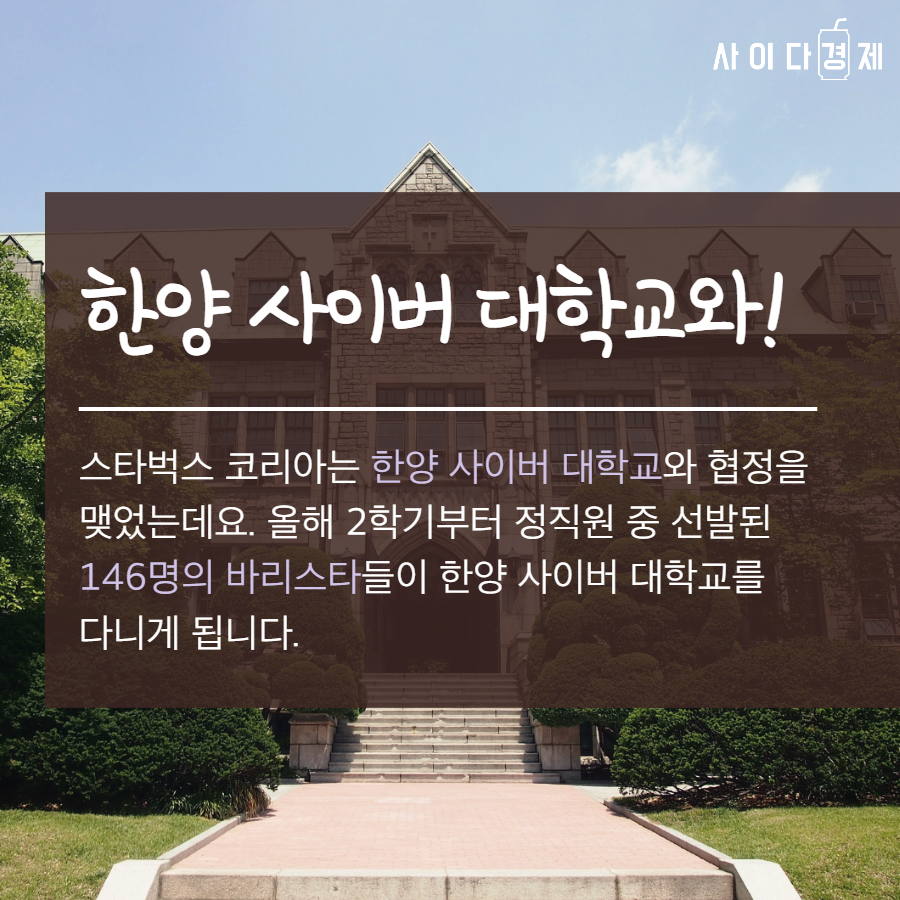 사이다경제
한양 사이버 대학교와!
스타벅스 코리아는 한양 사이버 대학교와 협정을
맺었는데요. 올해 2학기부터 정직원 중 선발된
146명의 바리스타들이 한양 사이버 대학교를
다니게 됩니다.